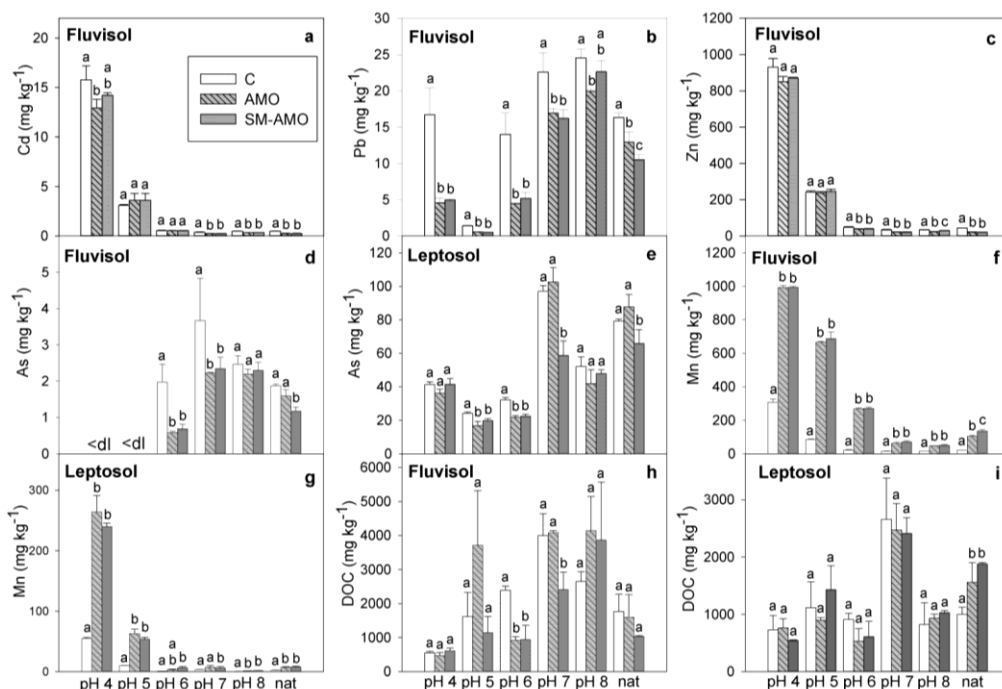 Fluvisol a
Cd (mg kg⁻¹)
20
15
10
5
0
C
AMO
SM-AMO
a b a b
a a a
a a a
a b b
a b b
a b b
Fluvisol b
Pb (mg kg⁻¹)
30
25
20
15
10
5
0
a b b
a b b
a b b
a b b
a b a b
a b c
Fluvisol c
Zn (mg kg⁻¹)
1200
1000
800
600
400
200
0
a a a
a a a
a b b
a b b
a b c
a b b
Fluvisol d
As (mg kg⁻¹)
5
4
3
2
1
0
<dl <dl
a b b
a b b
a a a
a a b
Leptosol e
As (mg kg⁻¹)
120
100
80
60
40
20
0
a a a
a b b
a b b
a a b
a a a
a a b
Fluvisol f
Mn (mg kg⁻¹)
1200
1000
800
600
400
200
0
a b b
a b b
a b b
a b b
a b b
a b c
Leptosol g
Mn (mg kg⁻¹)
300
200
100
0
a b b
a b b
a a b b
a b b
a b b
a b b
pH 4 pH 5 pH 6 pH 7 pH 8 nat
Fluvisol h
DOC (mg kg⁻¹)
6000
5000
4000
3000
2000
1000
0
a a a
a a a
a b b
a a b
a a a
a a a
pH 4 pH 5 pH 6 pH 7 pH 8 nat
Leptosol i
DOC (mg kg⁻¹)
3000
2000
1000
0
a a a
a a a
a a a
a a a
a a a
a b b
pH 4 pH 5 pH 6 pH 7 pH 8 nat